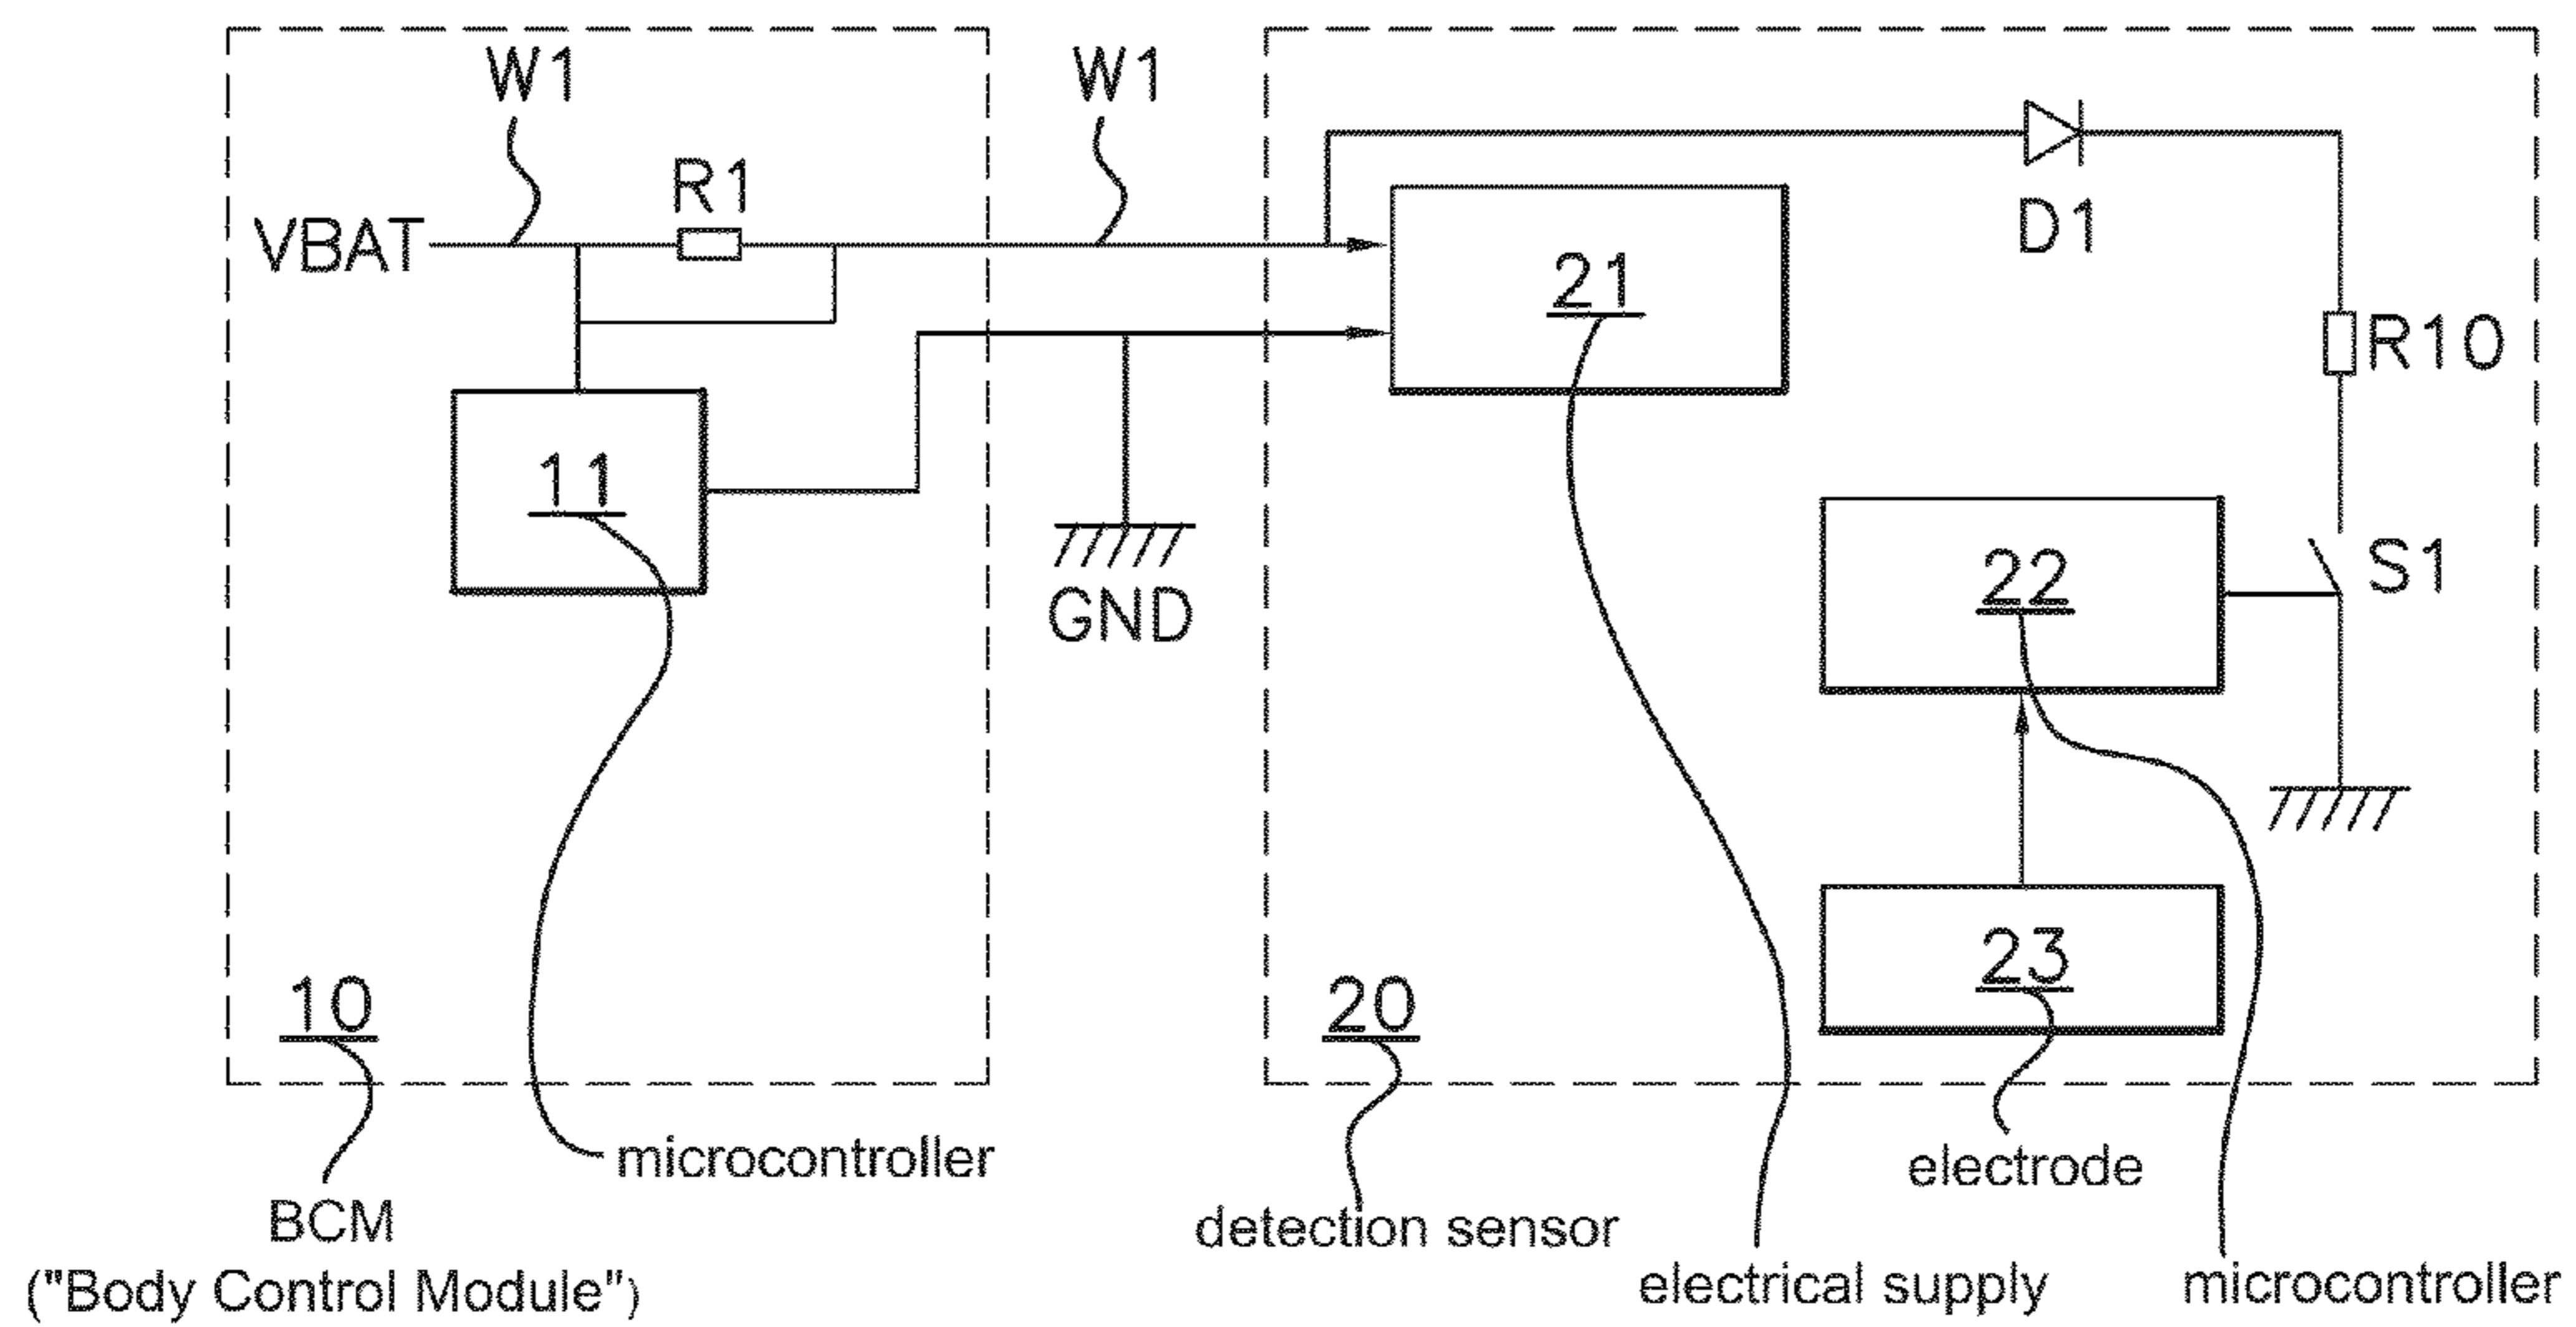 W1
W1
R1
VBAT
D1
21
R10
11
22
S1
GND
23
10
20
microcontroller
electrode
BCM
("Body Control Module")
detection sensor
electrical supply
microcontroller